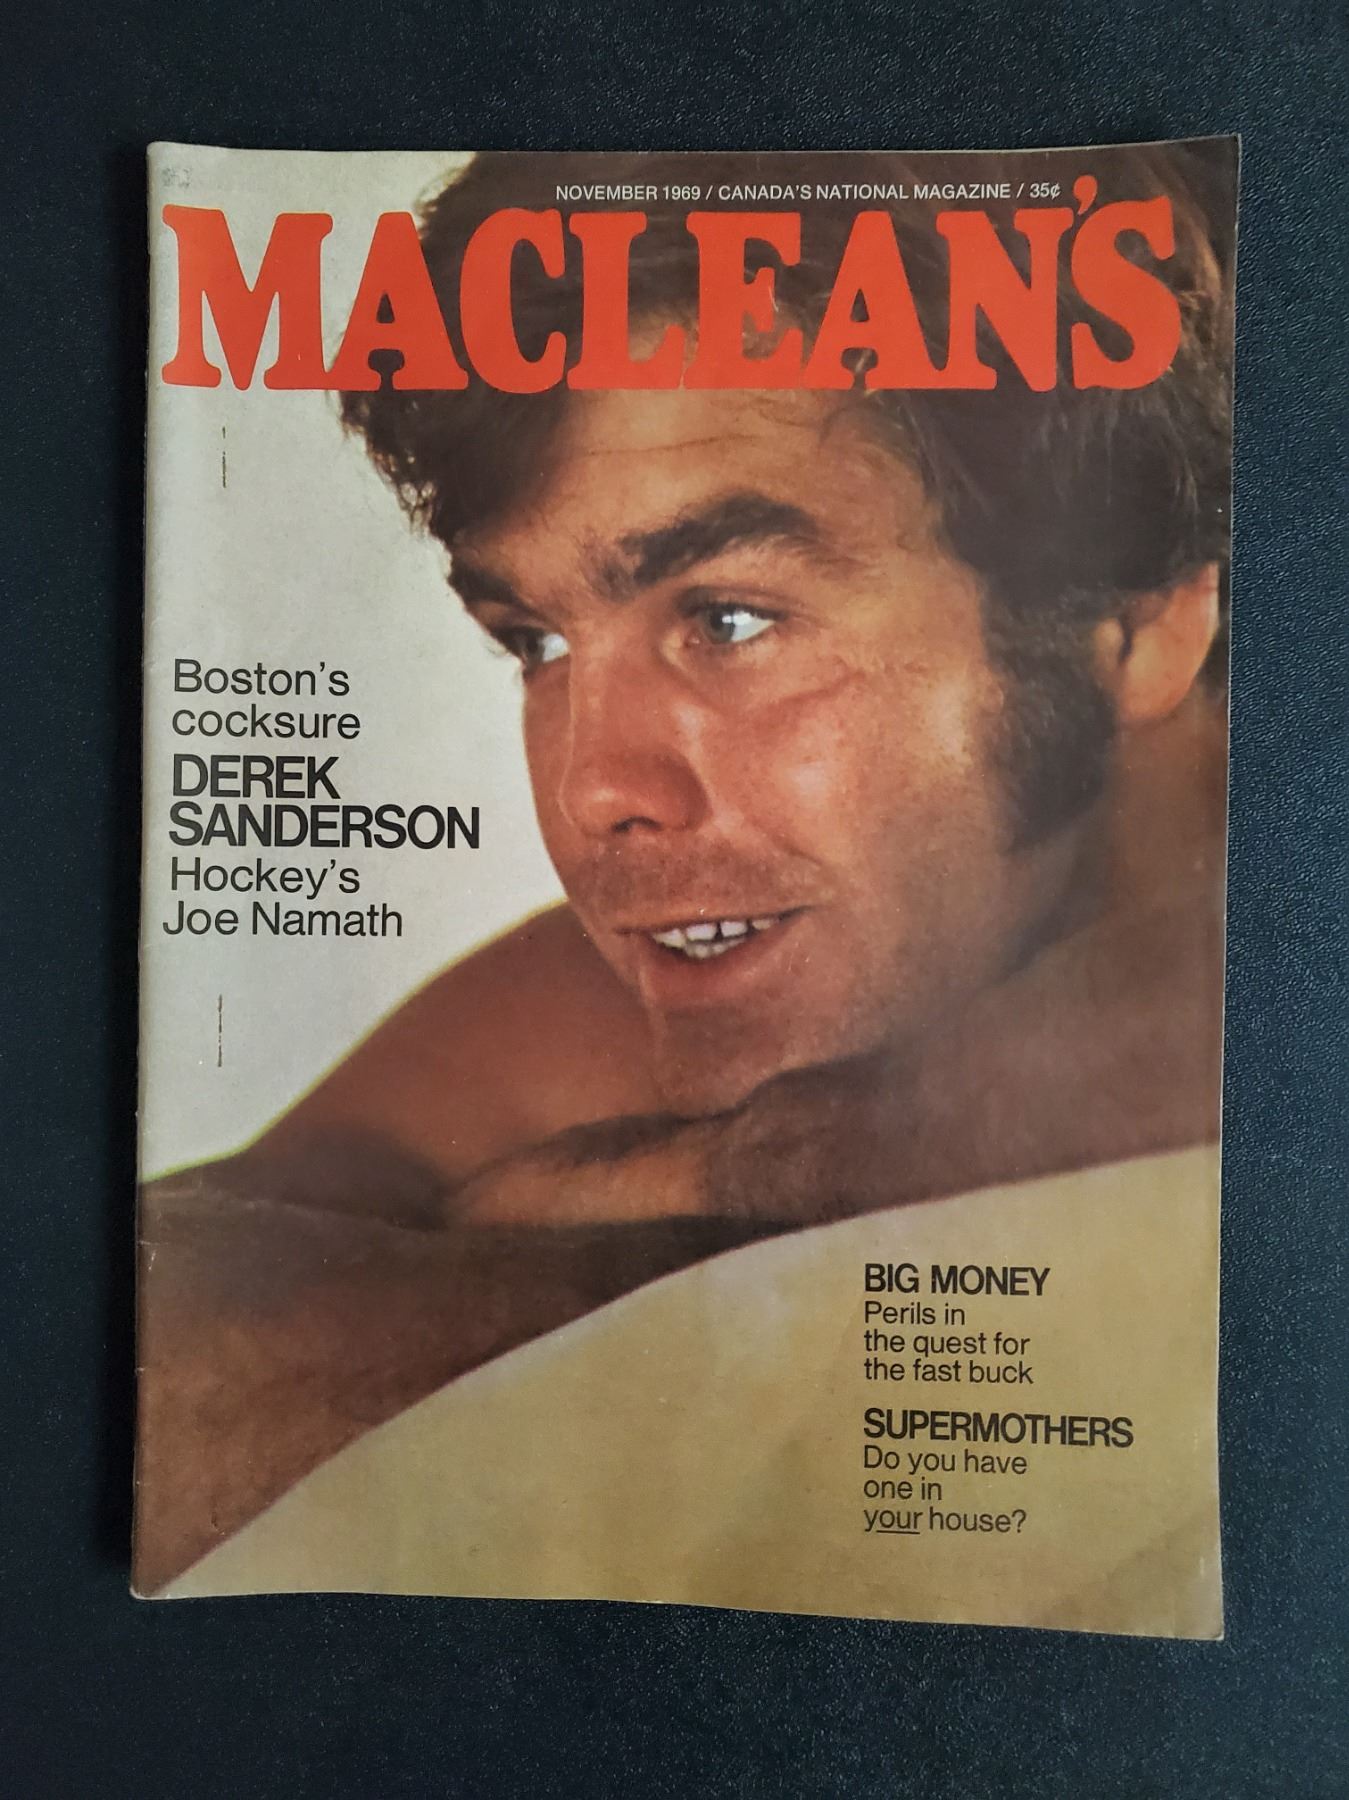 NOVEMBER 1969 / CANADA'S NATIONAL MAGAZINE / 35¢
MACLEAN'S
Boston's
cocksure
DEREK
SANDERSON
Hockey's
Joe Namath
BIG MONEY
Perils in
the quest for
the fast buck
SUPERMOTHERS
Do you have
one in
your house?